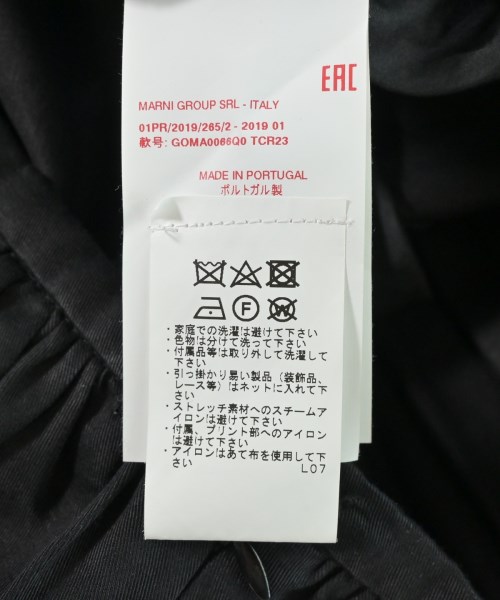 EAC
MARNI GROUP SRL - ITALY
01PR/2019/265/2 - 2019 01
款号: GOMA0066Q0 TCR23
MADE IN PORTUGAL
ポルトガル製
F
W
・家庭での洗濯は避けて下さい
・色物は分けて洗って下さい
・付属品等は取り外して洗濯して
下さい
・引っ掛かり易い製品（装飾品、
レース等）はネットに入れて下
さい
・ストレッチ素材へのスチームア
イロンは避けて下さい
・付属、プリント部へのアイロン
は避けて下さい
・アイロンはあて布を使用して下
さい
L07